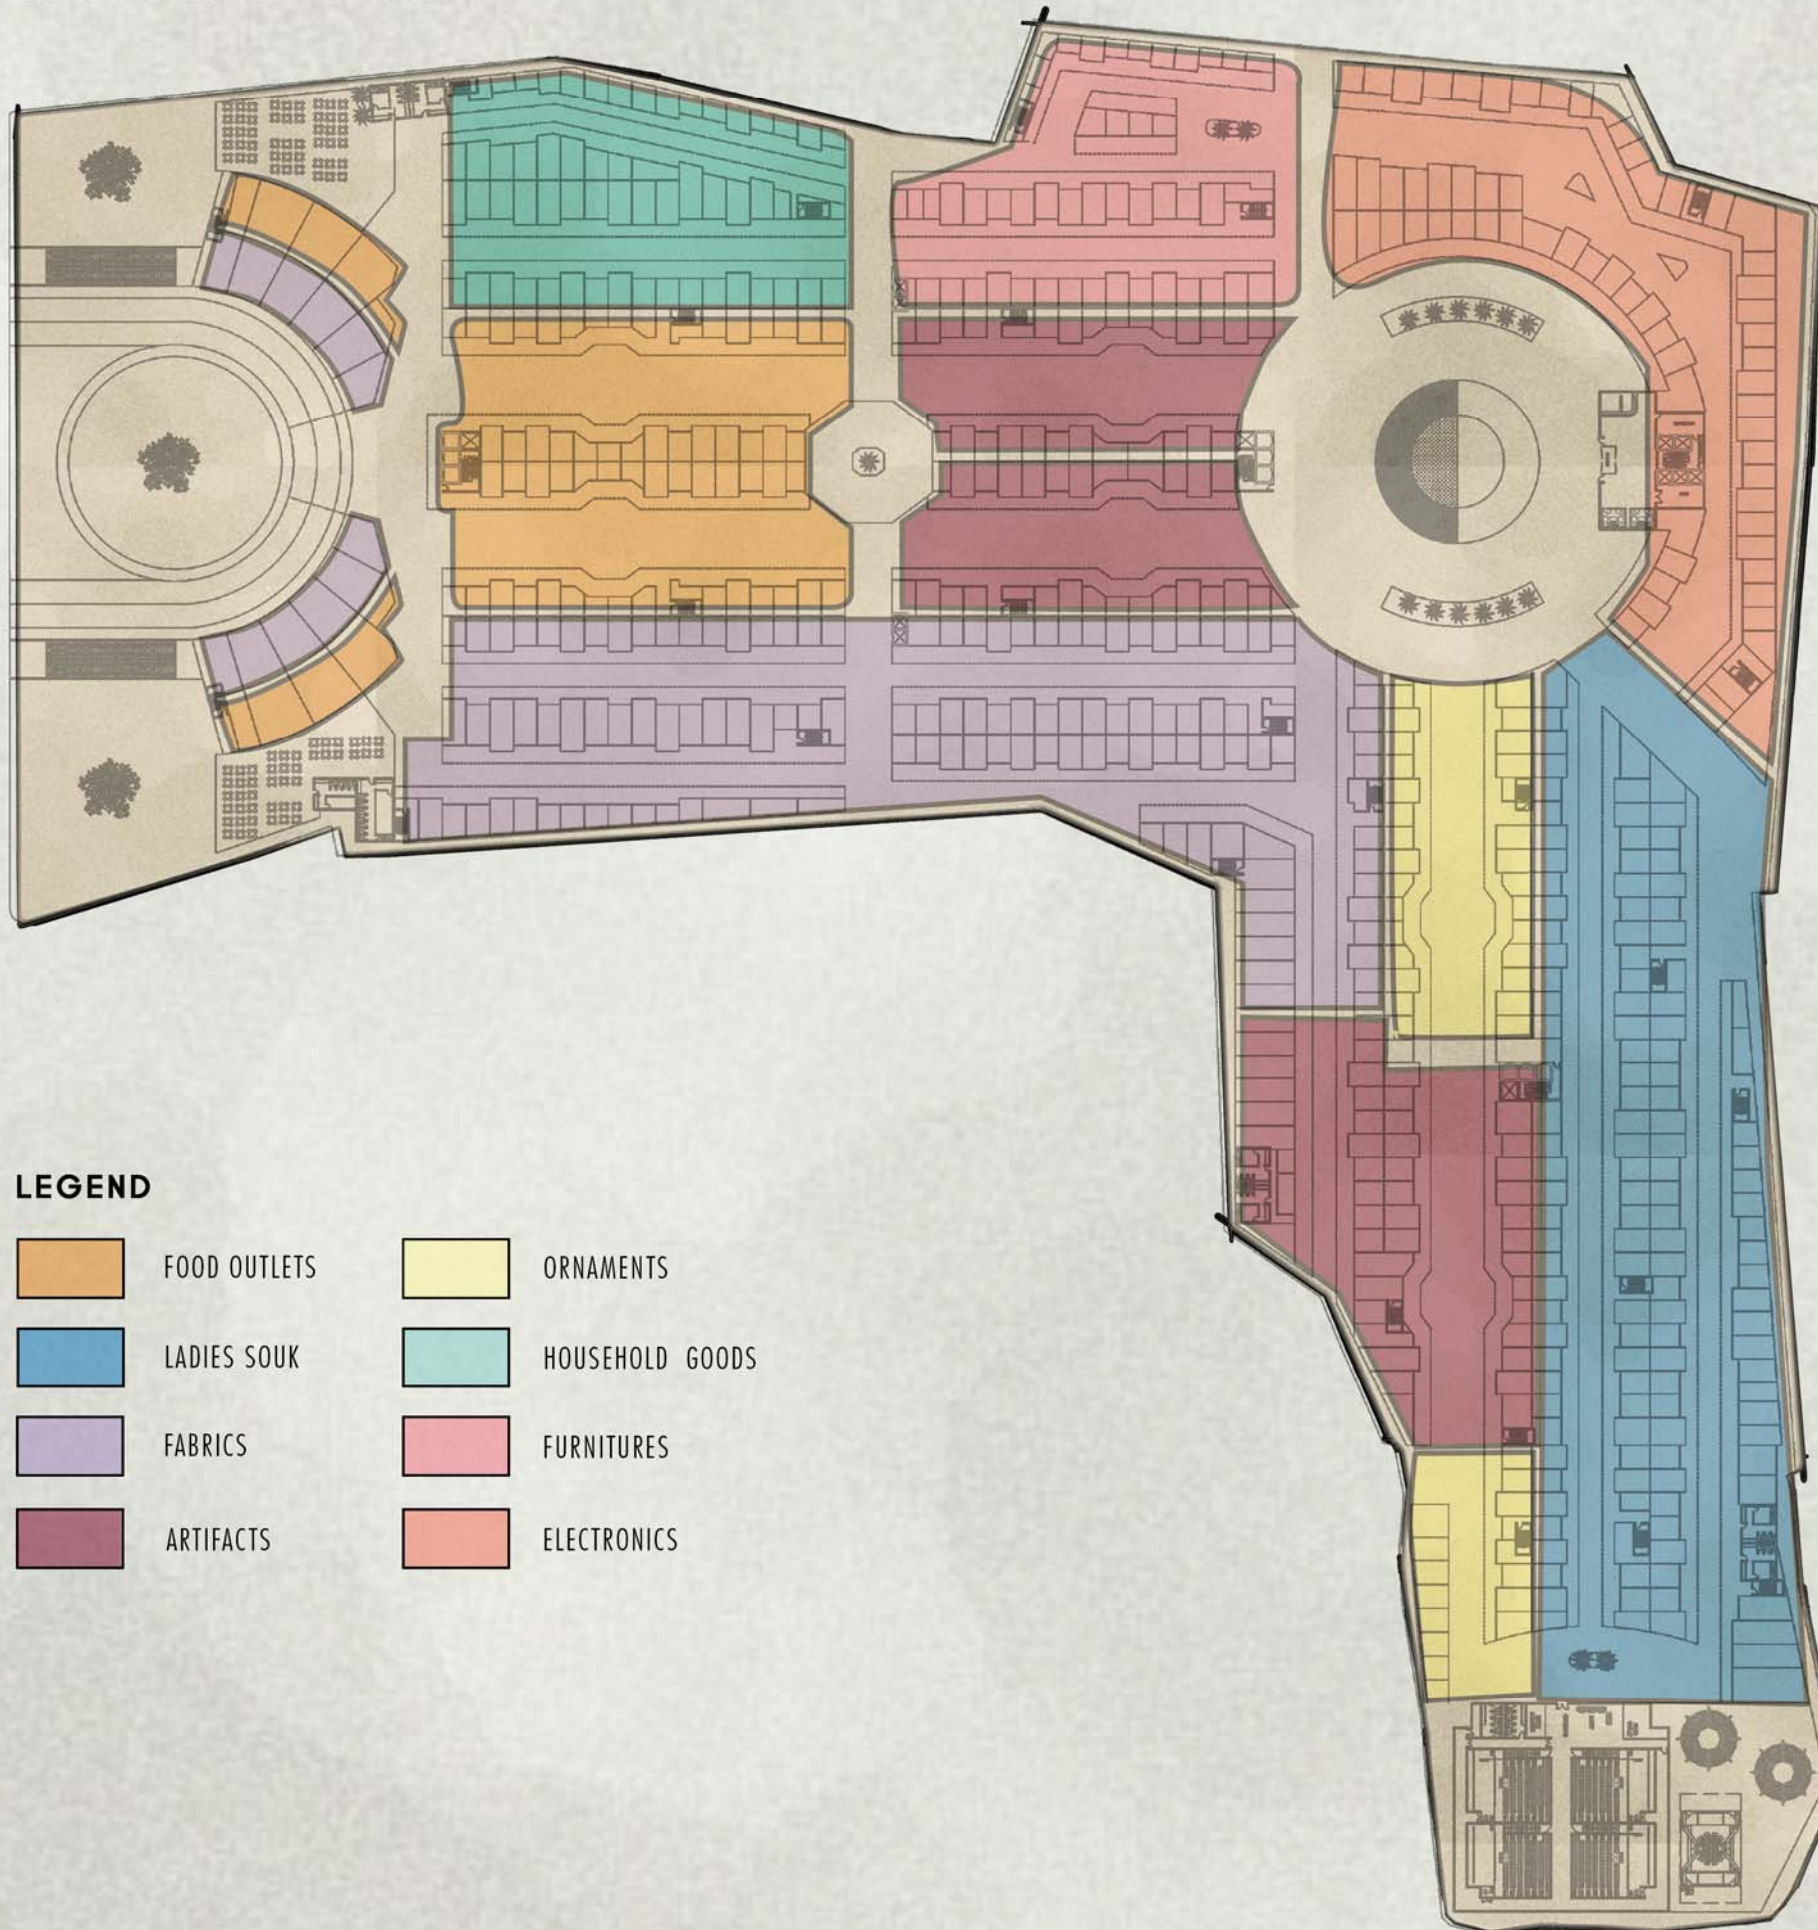 LEGEND
FOOD OUTLETS
ORNAMENTS
LADIES SOUK
HOUSEHOLD GOODS
FABRICS
FURNITURES
ARTIFACTS
ELECTRONICS